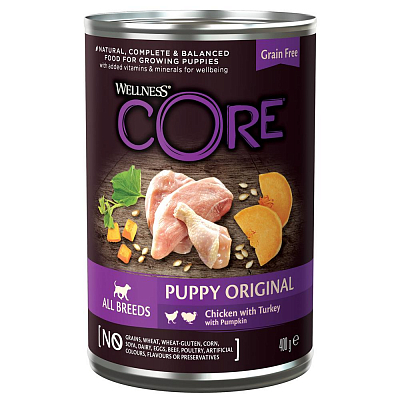 #NATURAL, COMPLETE & BALANCED
FOOD FOR GROWING PUPPIES
with added vitamins & minerals for wellbeing
Grain Free
WELLNESS®
CORE
ALL BREEDS
PUPPY ORIGINAL
Chicken with Turkey
with Pumpkin
[NO
GRAINS, WHEAT, WHEAT-GLUTEN, CORN,
SOYA, DAIRY, EGGS, BEEF, POULTRY, ARTIFICIAL
COLOURS, FLAVOURS OR PRESERVATIVES
]
400g e